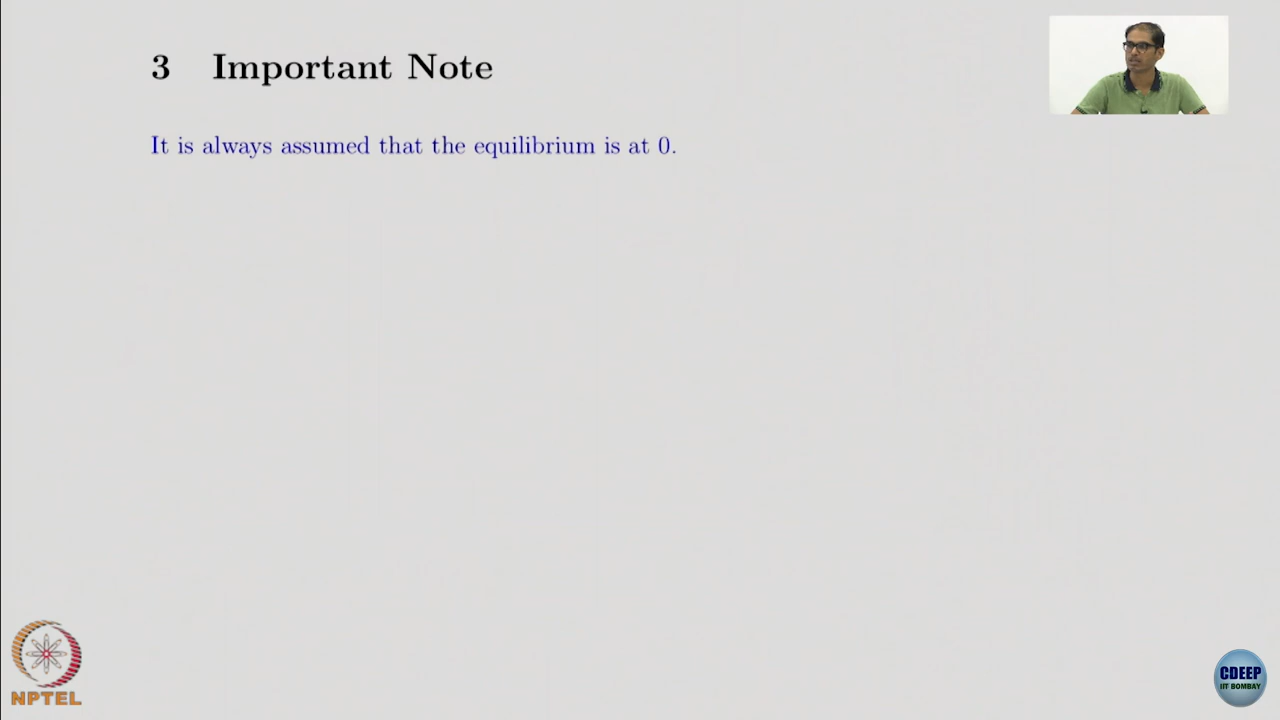 3 Important Note
It is always assumed that the equilibrium is at 0.
NPTEL
CDEEP
IIT BOMBAY